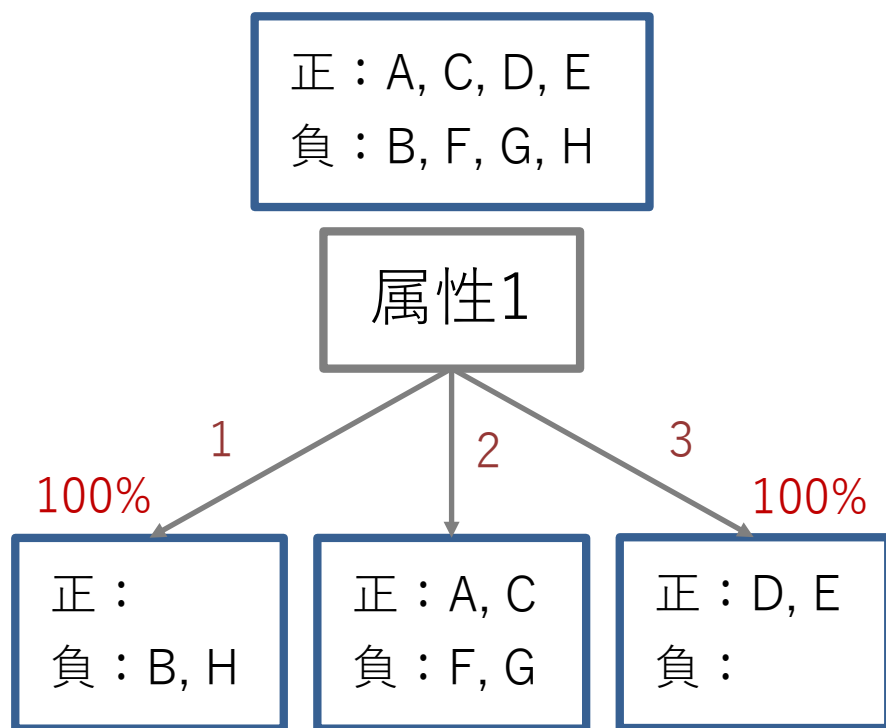 正：A, C, D, E
負：B, F, G, H
属性1
1
2
3
100%
100%
正：
負：B, H
正：A, C
負：F, G
正：D, E
負：